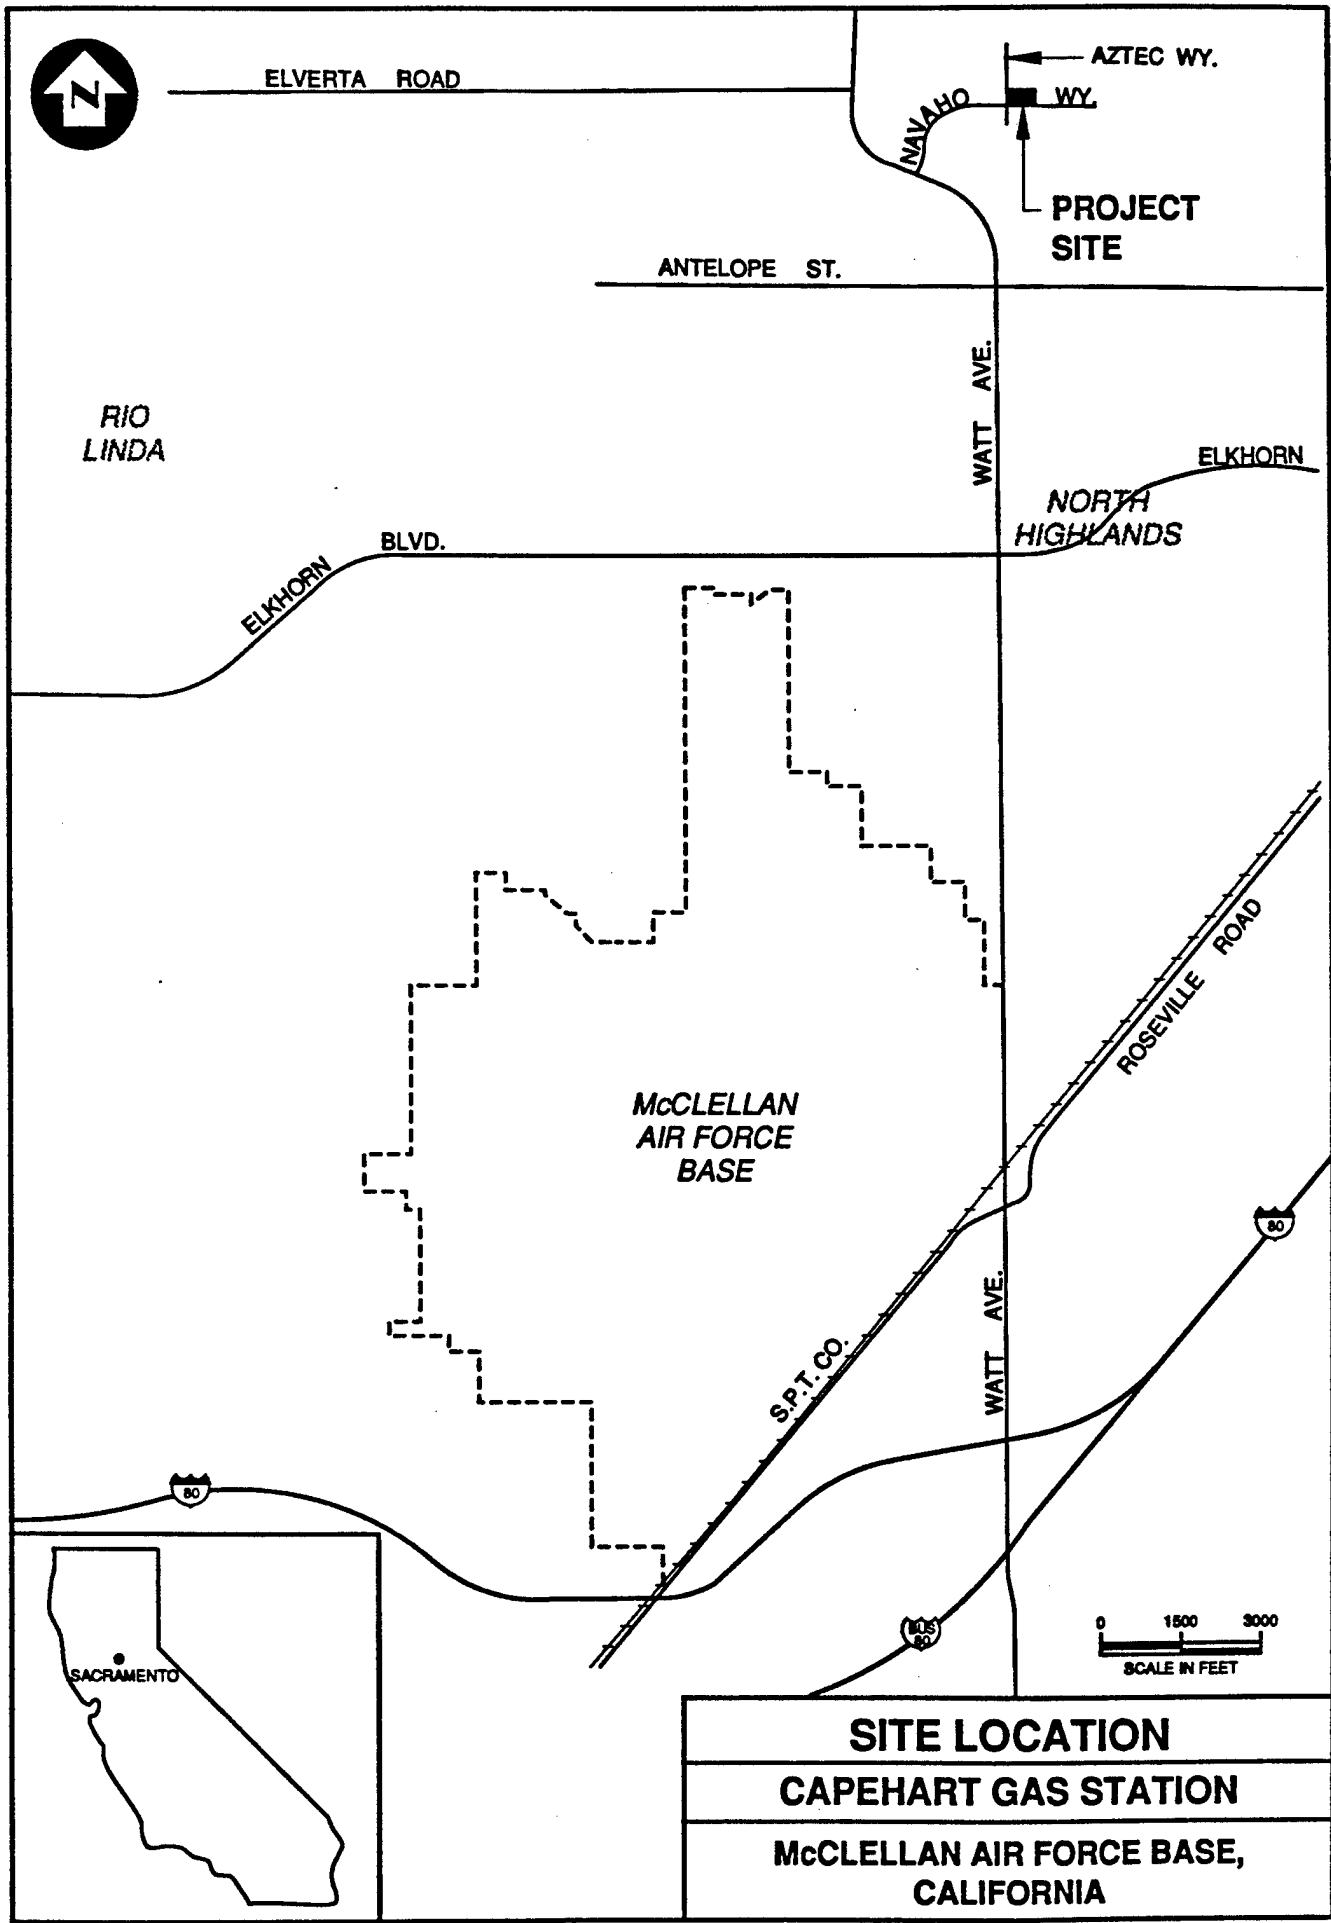 N
ELVERTA ROAD
AZTEC WY.
NAVAHO WY.
PROJECT
SITE
ANTELOPE ST.
WATT AVE.
RIO
LINDA
ELKHORN
NORTH
HIGHLANDS
ELKHORN BLVD.
ROSEVILLE ROAD
McCLELLAN
AIR FORCE
BASE
80
WATT AVE.
S.P.T. CO.
80
SACRAMENTO
BUS
80
0 1500 3000
SCALE IN FEET
SITE LOCATION
CAPEHART GAS STATION
McCLELLAN AIR FORCE BASE,
CALIFORNIA